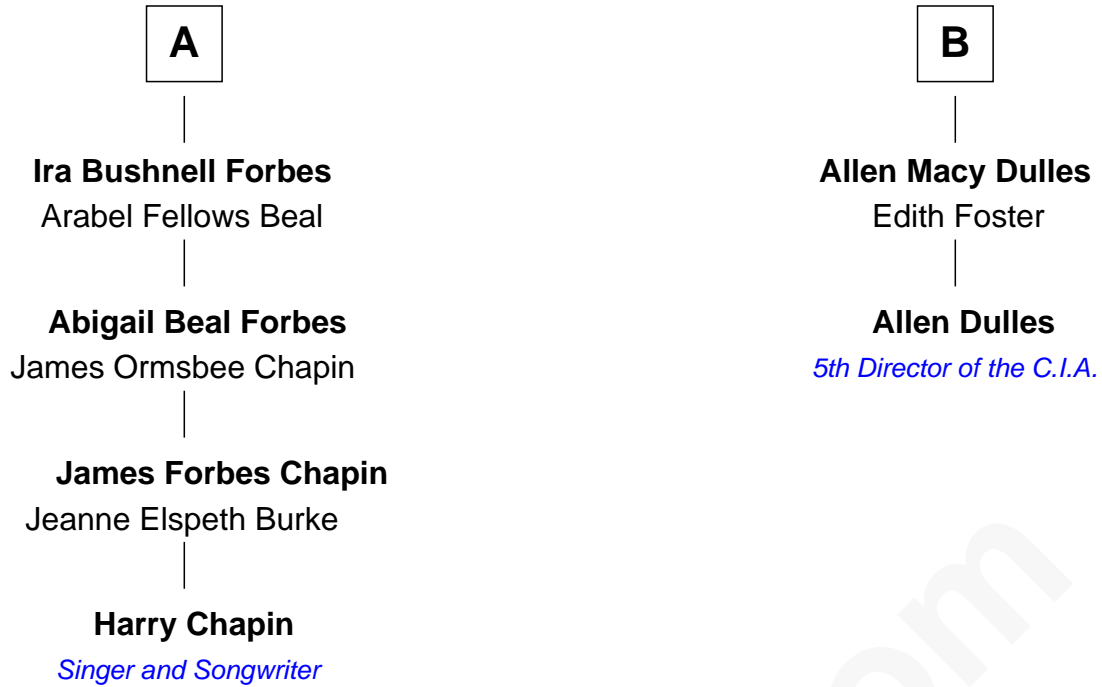 A
Ira Bushnell Forbes
Arabel Fellows Beal
Abigail Beal Forbes
James Ormsbee Chapin
James Forbes Chapin
Jeanne Elspeth Burke
Harry Chapin
Singer and Songwriter
B
Allen Macy Dulles
Edith Foster
Allen Dulles
5th Director of the C.I.A.
om